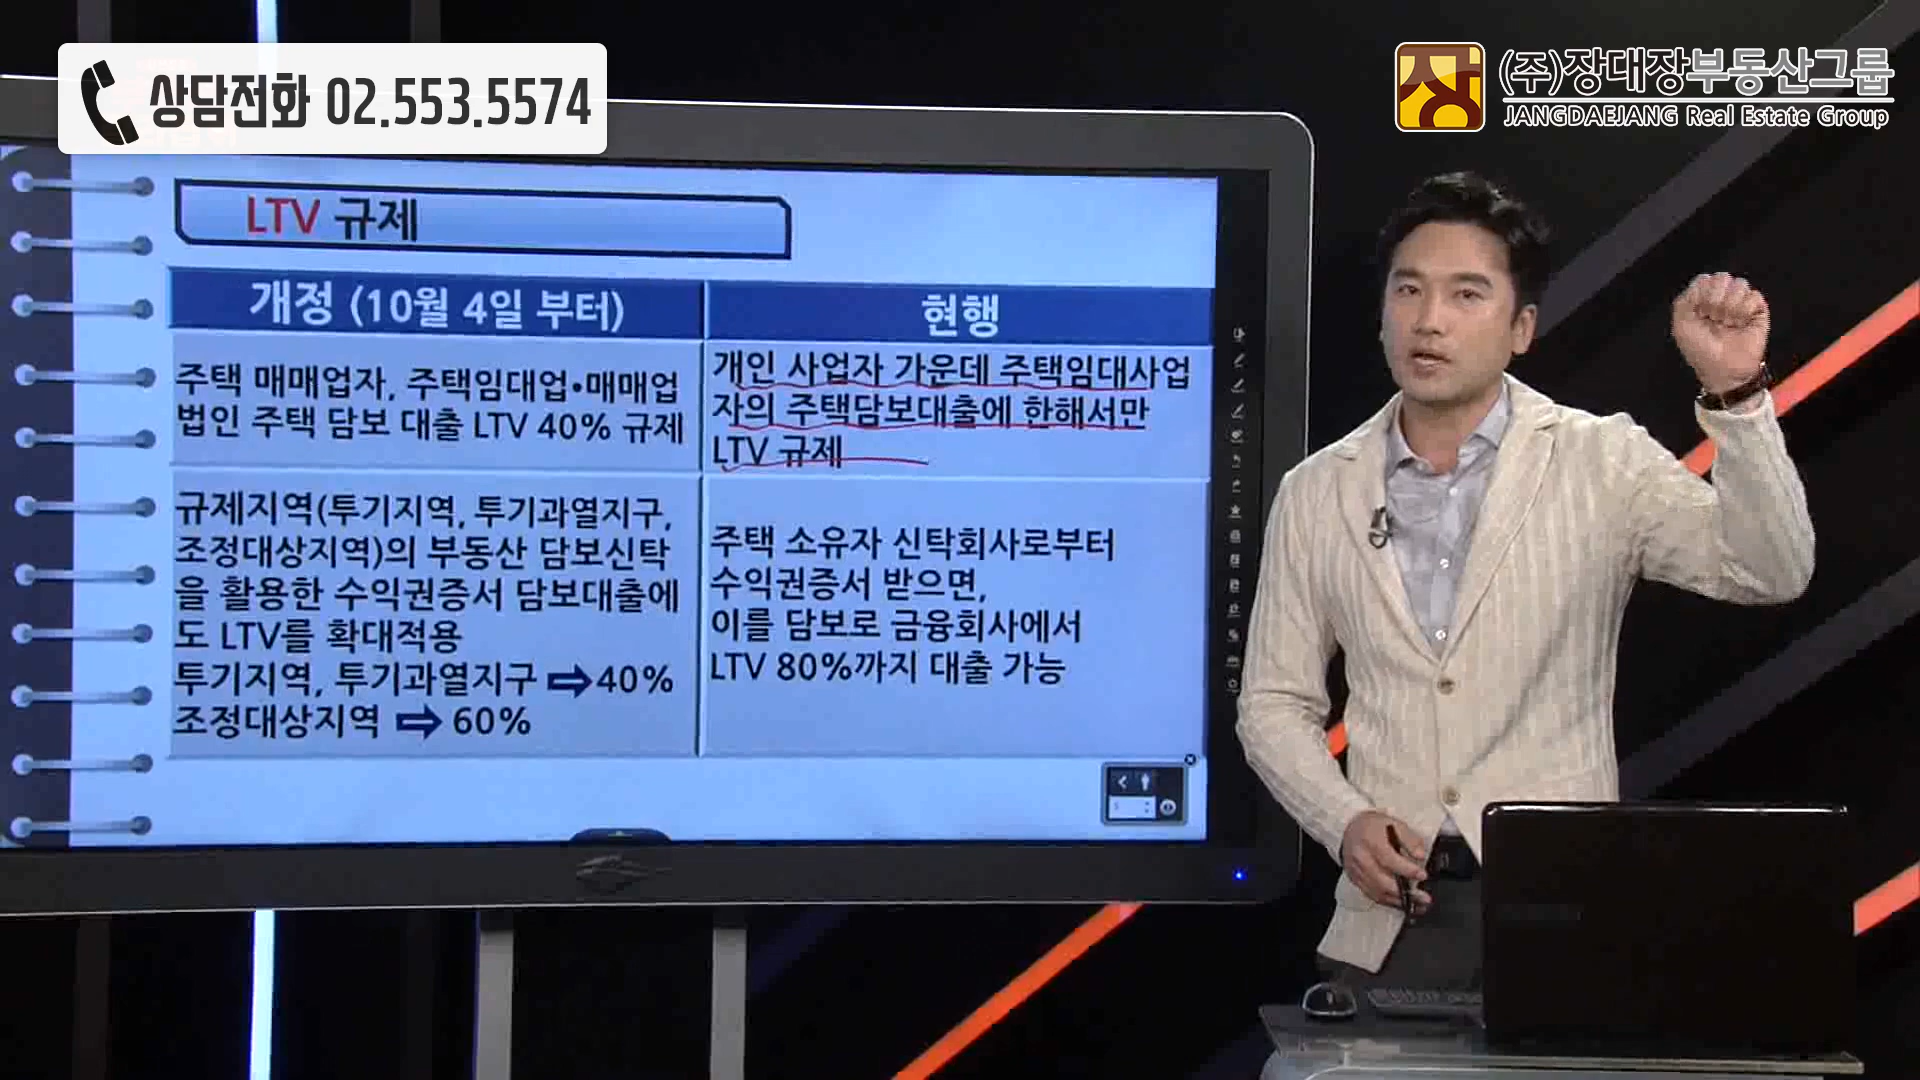 상담전화 02.553.5574
(주)장대장부동산그룹
JANGDAEJANG Real Estate Group
LTV 규제
개정 (10월 4일 부터)
현행
주택 매매업자, 주택임대업•매매업
법인 주택 담보 대출 LTV 40% 규제
개인 사업자 가운데 주택임대사업
자의 주택담보대출에 한해서만
LTV 규제
규제지역(투기지역, 투기과열지구,
조정대상지역)의 부동산 담보신탁
을 활용한 수익권증서 담보대출에
도 LTV를 확대적용
투기지역, 투기과열지구 ⇨40%
조정대상지역 ⇨ 60%
주택 소유자 신탁회사로부터
수익권증서 받으면,
이를 담보로 금융회사에서
LTV 80%까지 대출 가능